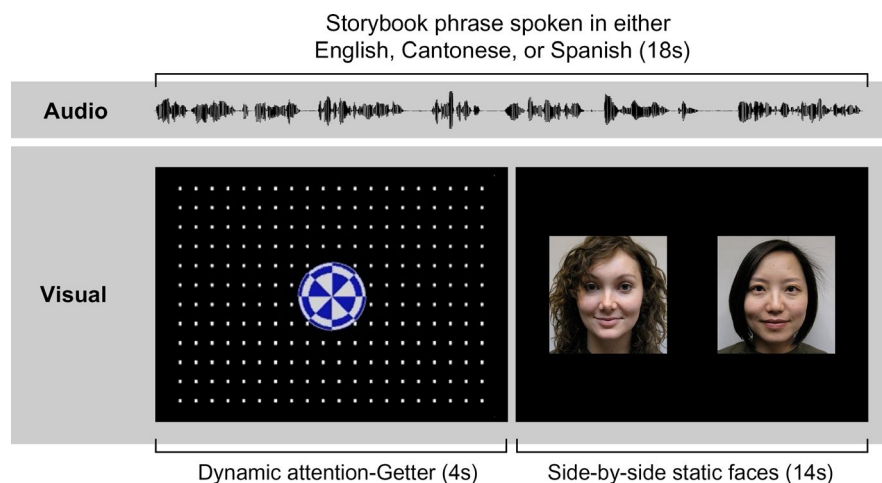 Storybook phrase spoken in either
English, Cantonese, or Spanish (18s)
Audio
Visual
Dynamic attention-Getter (4s)
Side-by-side static faces (14s)